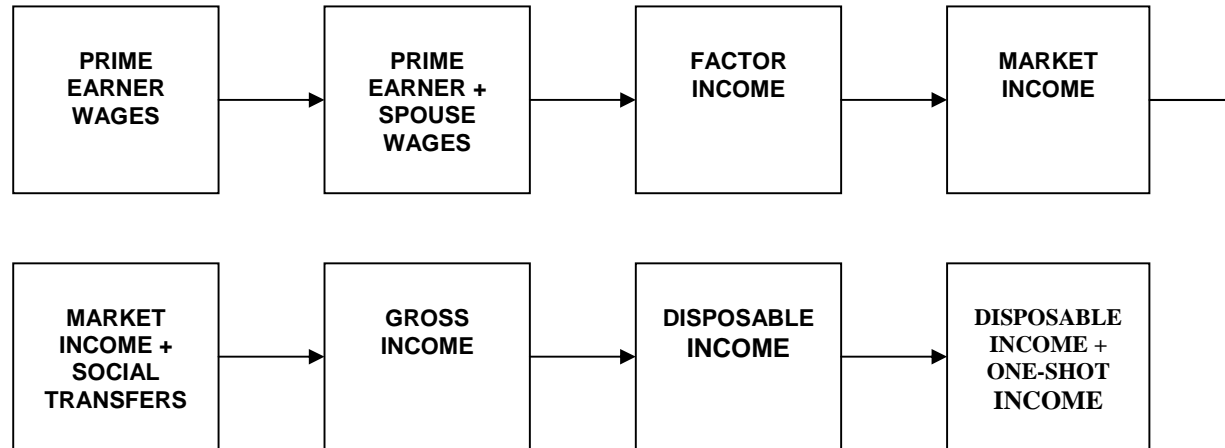 PRIME
EARNER
WAGES
PRIME
EARNER +
SPOUSE
WAGES
FACTOR
INCOME
MARKET
INCOME
MARKET
INCOME +
SOCIAL
TRANSFERS
GROSS
INCOME
DISPOSABLE
INCOME
DISPOSABLE
INCOME +
ONE-SHOT
INCOME